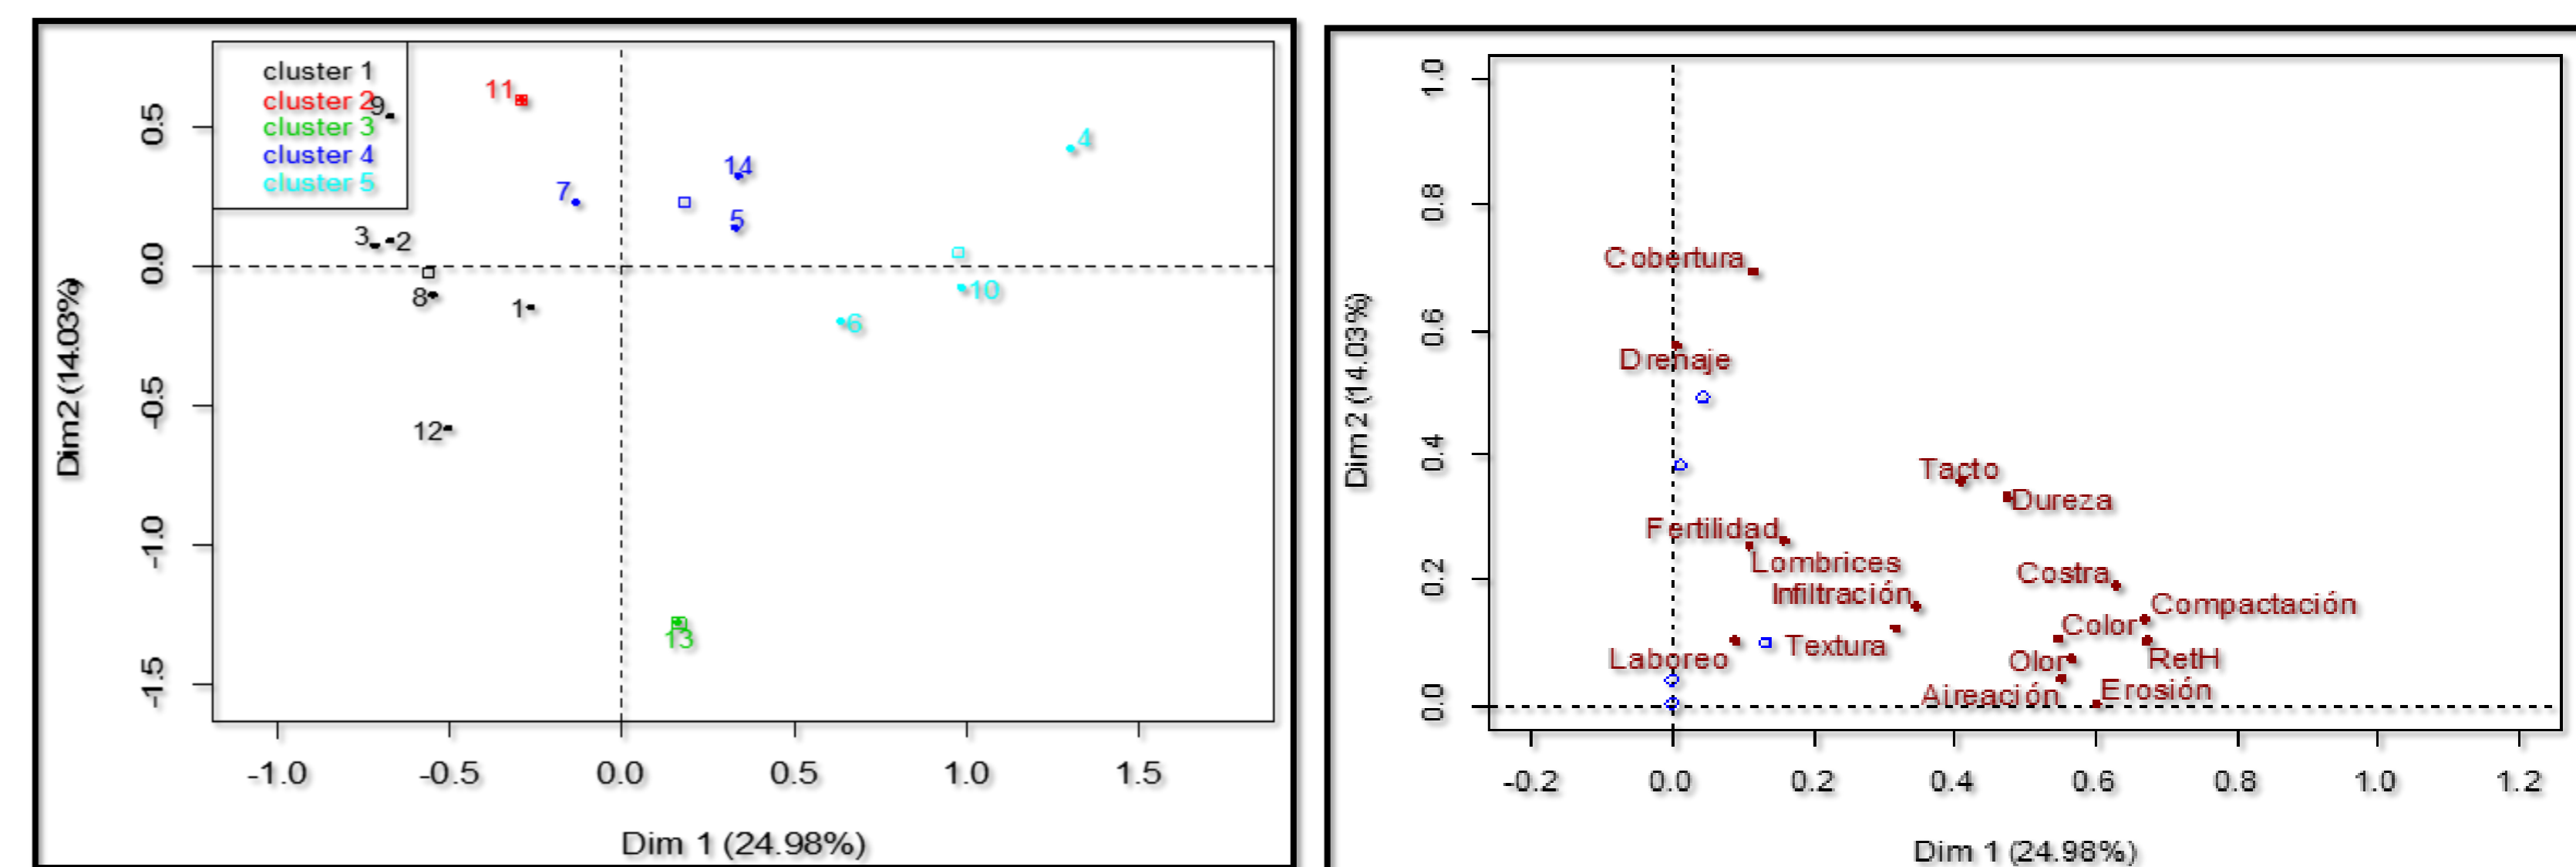 cluster 1
cluster 2
cluster 3
cluster 4
cluster 5
9
11
4
14
7
5
3
2
8
1
10
6
12
13
0.5
0.0
-0.5
-1.0
-1.5
Dim2 (14.03%)
-1.0 -0.5 0.0 0.5 1.0 1.5
Dim 1 (24.98%)
1.0
0.8
0.6
0.4
0.2
0.0
Dim 2 (14.03%)
Cobertura
Drenaje
Tacto
Dureza
Fertilidad
Lombrices
Infiltración
Costra
Compactación
Color
Textura
Laboreo
Olor
RetH
Aireación
Erosión
-0.2 0.0 0.2 0.4 0.6 0.8 1.0 1.2
Dim 1 (24.98%)